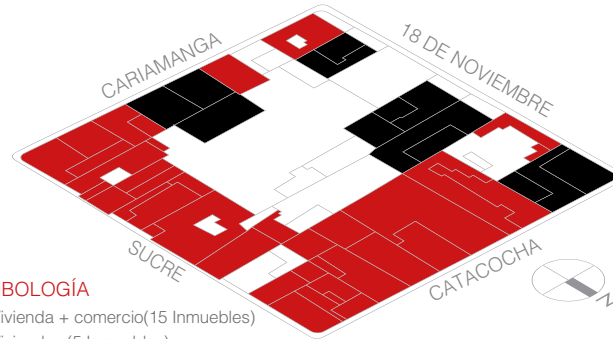 CARIAMANGA
18 DE NOVIEMBRE
SUCRE
CATACOCHA
N
BOLOGÍA
ivienda + comercio(15 Inmuebles)